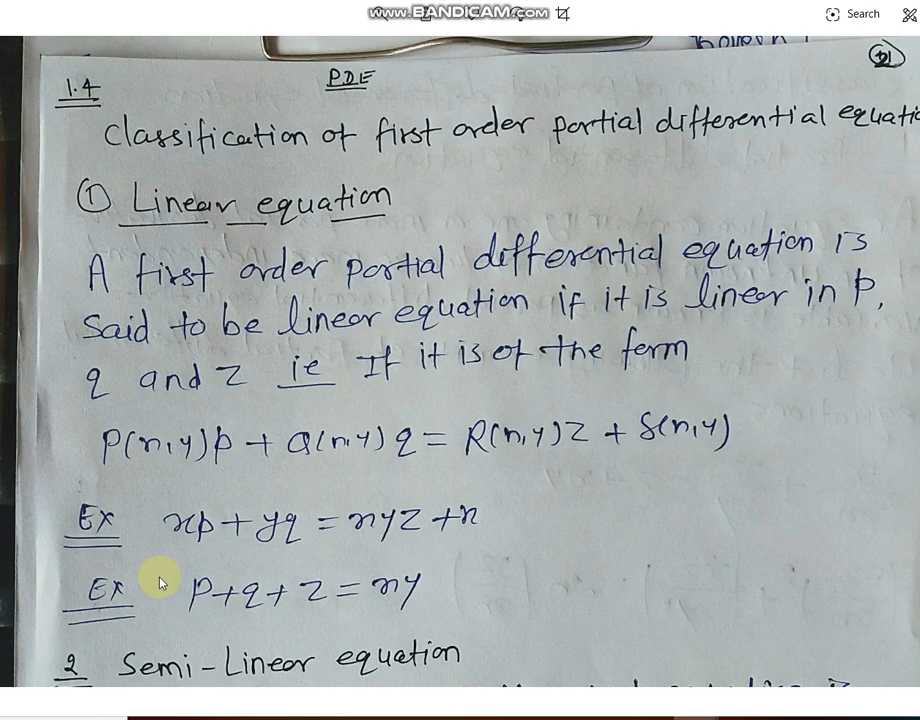 www.BANDICAM.com
Search
21
1.4
PDE
Classification of first order partial differential equatio
① Linear equation
A first order partial differential equation is
said to be linear equation if it is linear in p,
q and z ie If it is of the form
P(x,y)p + Q(x,y)q = R(x,y)z + S(x,y)
Ex xp + yq = xyz + x
Ex p+q+z = xy
2 Semi-Linear equation